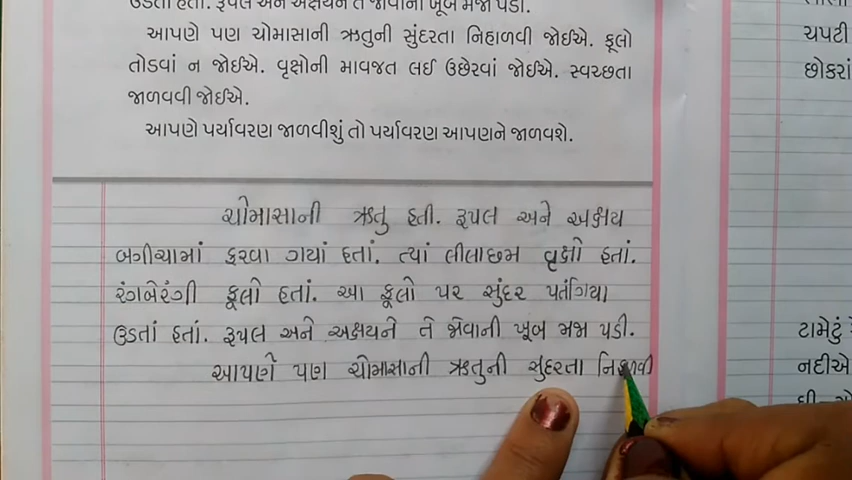 ઉડતાં હતાં. રૂપલ અને અક્ષયને તે જોવાની ખૂબ મજા પડી.
આપણે પણ ચોમાસાની ઋતુની સુંદરતા નિહાળવી જોઈએ. ફૂલો
તોડવાં ન જોઈએ. વૃક્ષોની માવજત લઈ ઉછેરવાં જોઈએ. સ્વચ્છતા
જાળવવી જોઈએ.
આપણે પર્યાવરણ જાળવીશું તો પર્યાવરણ આપણને જાળવશે.
ચોમાસાની ઋતુ હતી. રૂપલ અને અક્ષય
બગીચામાં ફરવા ગયાં હતાં. ત્યાં લીલાછમ વૃક્ષો હતાં.
રંગબેરંગી ફૂલો હતાં. આ ફૂલો પર સુંદર પતંગિયા
ઉડતાં હતાં. રૂપલ અને અક્ષયને તે જોવાની ખૂબ મજા પડી.
આપણે પણ ચોમાસાની ઋતુની સુંદરતા નિહાળવી
ચપટી
છોકરાં
ટામેટું
નદીએ